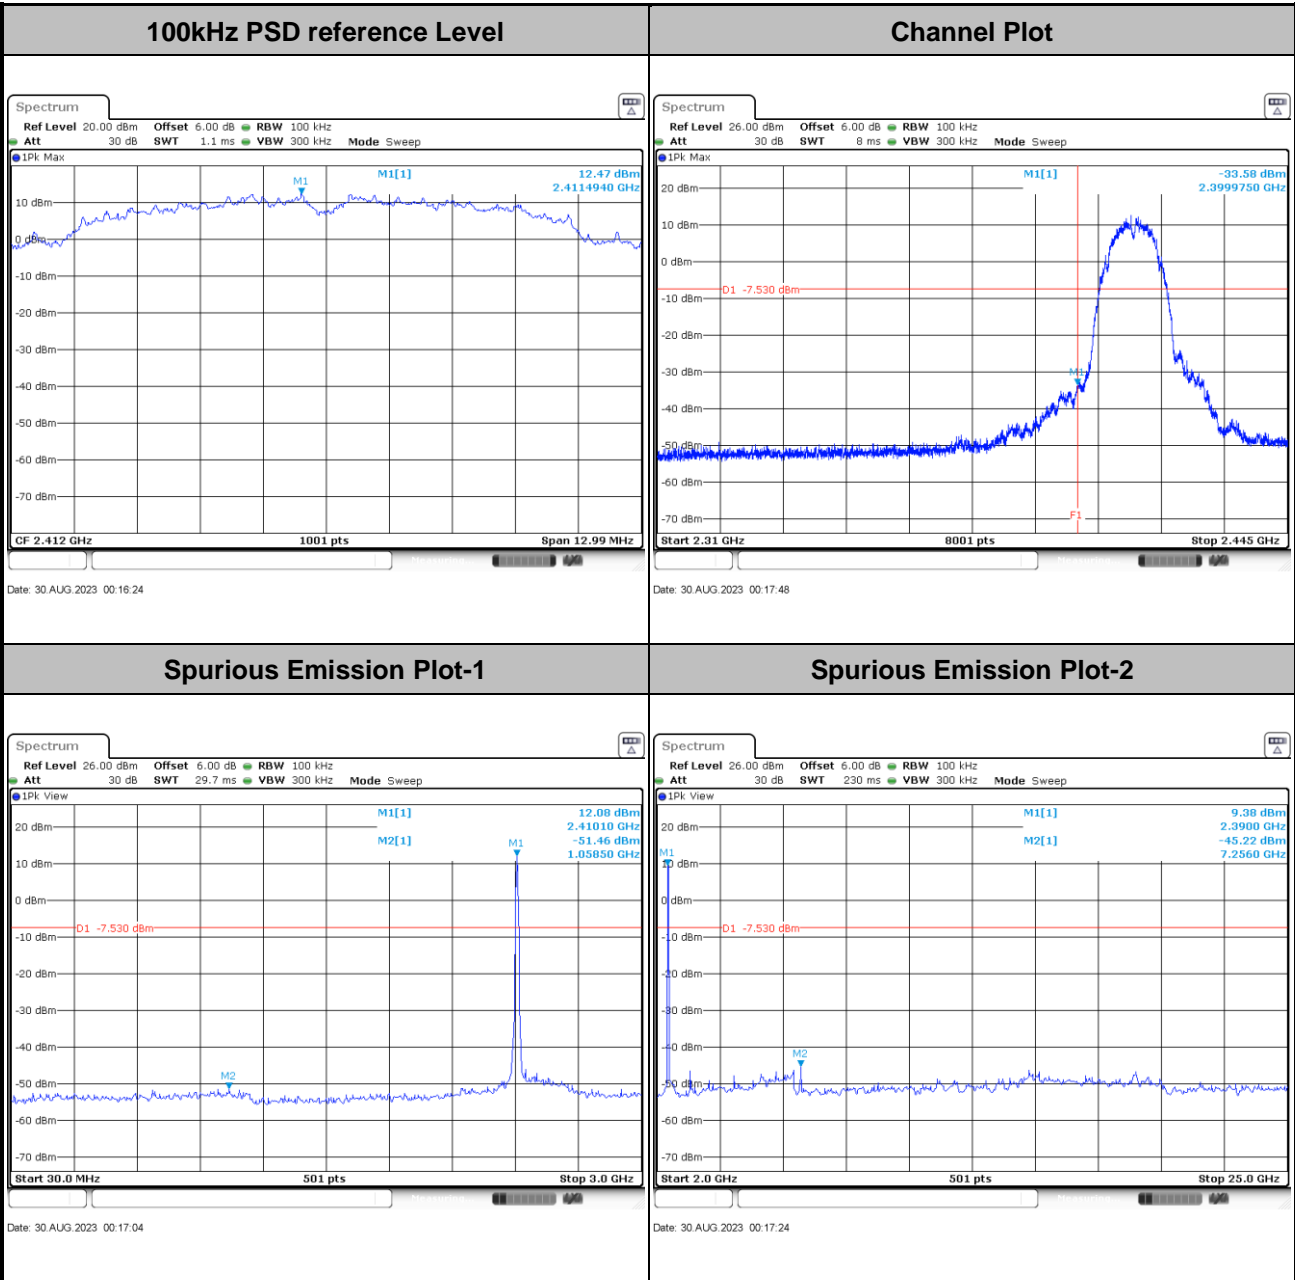 100kHz PSD reference Level
Spectrum
Ref Level 20.00 dBm Offset 6.00 dB RBW 100 kHz
Att 30 dB SWT 1.1 ms VBW 300 kHz Mode Sweep
1Pk Max
M1[1] 12.47 dBm
2.4114940 GHz
M1
10 dBm
0 dBm
-10 dBm
-20 dBm
-30 dBm
-40 dBm
-50 dBm
-60 dBm
-70 dBm
CF 2.412 GHz 1001 pts Span 12.99 MHz
Date: 30.AUG.2023 00:16:24
Channel Plot
Spectrum
Ref Level 26.00 dBm Offset 6.00 dB RBW 100 kHz
Att 30 dB SWT 8 ms VBW 300 kHz Mode Sweep
1Pk Max
M1[1] -33.58 dBm
2.3999750 GHz
20 dBm
10 dBm
0 dBm
D1 -7.530 dBm
-10 dBm
-20 dBm
-30 dBm
M1
-40 dBm
-50 dBm
-60 dBm
-70 dBm
F1
Start 2.31 GHz 8001 pts Stop 2.445 GHz
Date: 30.AUG.2023 00:17:48
Spurious Emission Plot-1
Spectrum
Ref Level 26.00 dBm Offset 6.00 dB RBW 100 kHz
Att 30 dB SWT 29.7 ms VBW 300 kHz Mode Sweep
1Pk View
M1[1] 12.08 dBm
2.41010 GHz
M2[1] -51.46 dBm
1.05850 GHz
20 dBm
M1
10 dBm
0 dBm
D1 -7.530 dBm
-10 dBm
-20 dBm
-30 dBm
-40 dBm
M2
-50 dBm
-60 dBm
-70 dBm
Start 30.0 MHz 501 pts Stop 3.0 GHz
Date: 30.AUG.2023 00:17:04
Spurious Emission Plot-2
Spectrum
Ref Level 26.00 dBm Offset 6.00 dB RBW 100 kHz
Att 30 dB SWT 230 ms VBW 300 kHz Mode Sweep
1Pk View
M1[1] 9.38 dBm
2.3900 GHz
M2[1] -45.22 dBm
7.2560 GHz
20 dBm
M1
10 dBm
0 dBm
D1 -7.530 dBm
-10 dBm
-20 dBm
-30 dBm
-40 dBm
M2
-50 dBm
-60 dBm
-70 dBm
Start 2.0 GHz 501 pts Stop 25.0 GHz
Date: 30.AUG.2023 00:17:24